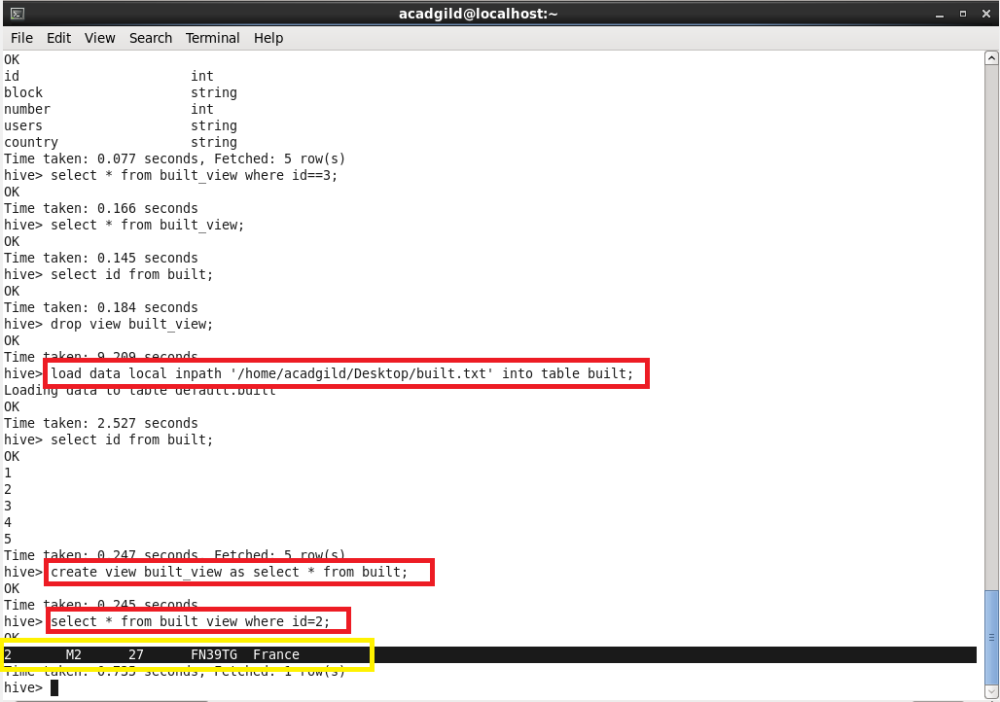 acadgild@localhost:~
File Edit View Search Terminal Help
OK
id int
block string
number int
users string
country string
Time taken: 0.077 seconds, Fetched: 5 row(s)
hive> select * from built_view where id==3;
OK
Time taken: 0.166 seconds
hive> select * from built_view;
OK
Time taken: 0.145 seconds
hive> select id from built;
OK
Time taken: 0.184 seconds
hive> drop view built_view;
OK
Time taken: 9.209 seconds
hive> load data local inpath '/home/acadgild/Desktop/built.txt' into table built;
Loading data to table default.built
OK
Time taken: 2.527 seconds
hive> select id from built;
OK
1
2
3
4
5
Time taken: 0.247 seconds, Fetched: 5 row(s)
hive> create view built_view as select * from built;
OK
Time taken: 0.245 seconds
hive> select * from built_view where id=2;
OK
2 M2 27 FN39TG France
Time taken: 0.735 seconds, Fetched: 1 row(s)
hive>